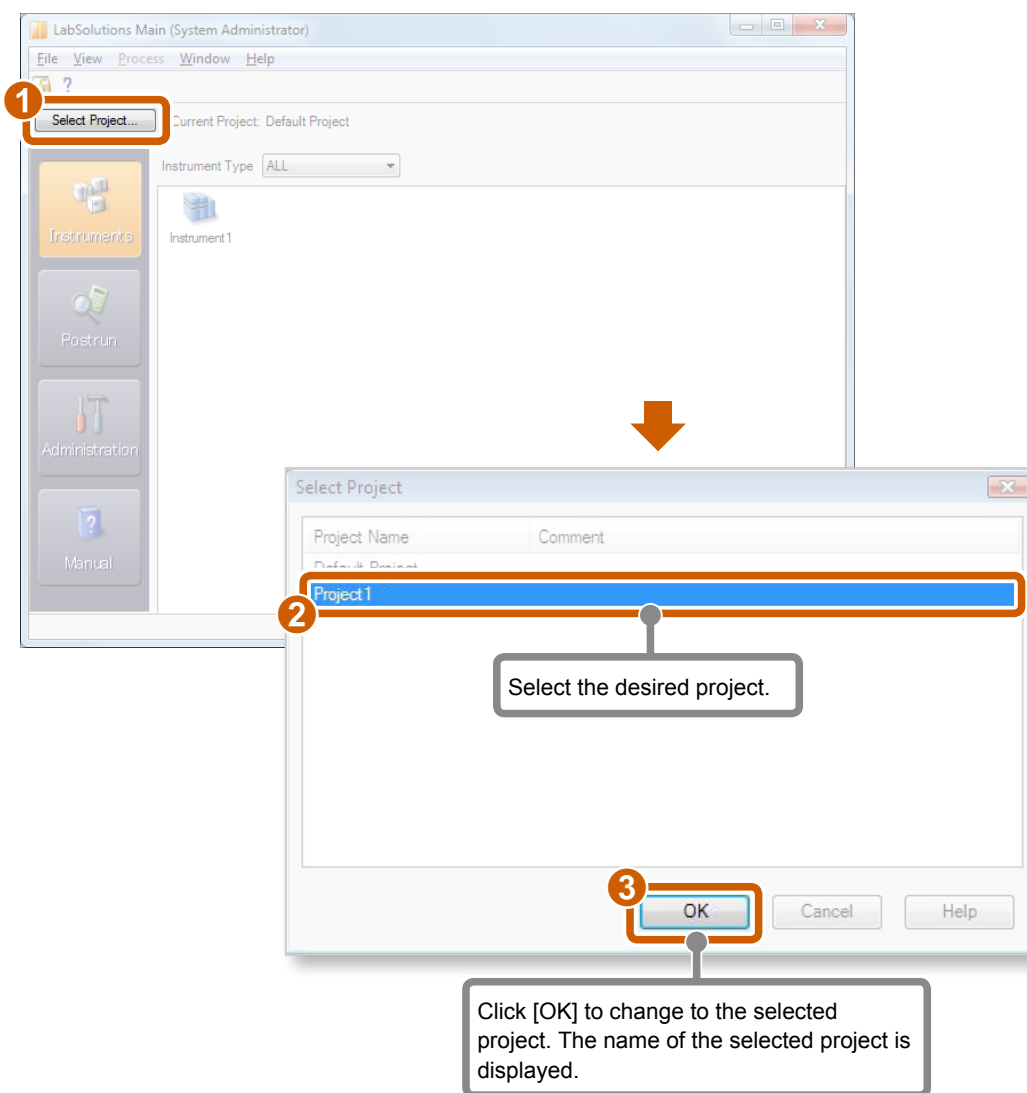 LabSolutions Main (System Administrator)
File View Process Window Help
?
1
Select Project... Current Project: Default Project
Instrument Type ALL
Instruments
Instrument1
Postrun
Administration
Manual
Select Project
Project Name Comment
Default Project
Project1
2
Select the desired project.
3
OK Cancel Help
Click [OK] to change to the selected
project. The name of the selected project is
displayed.